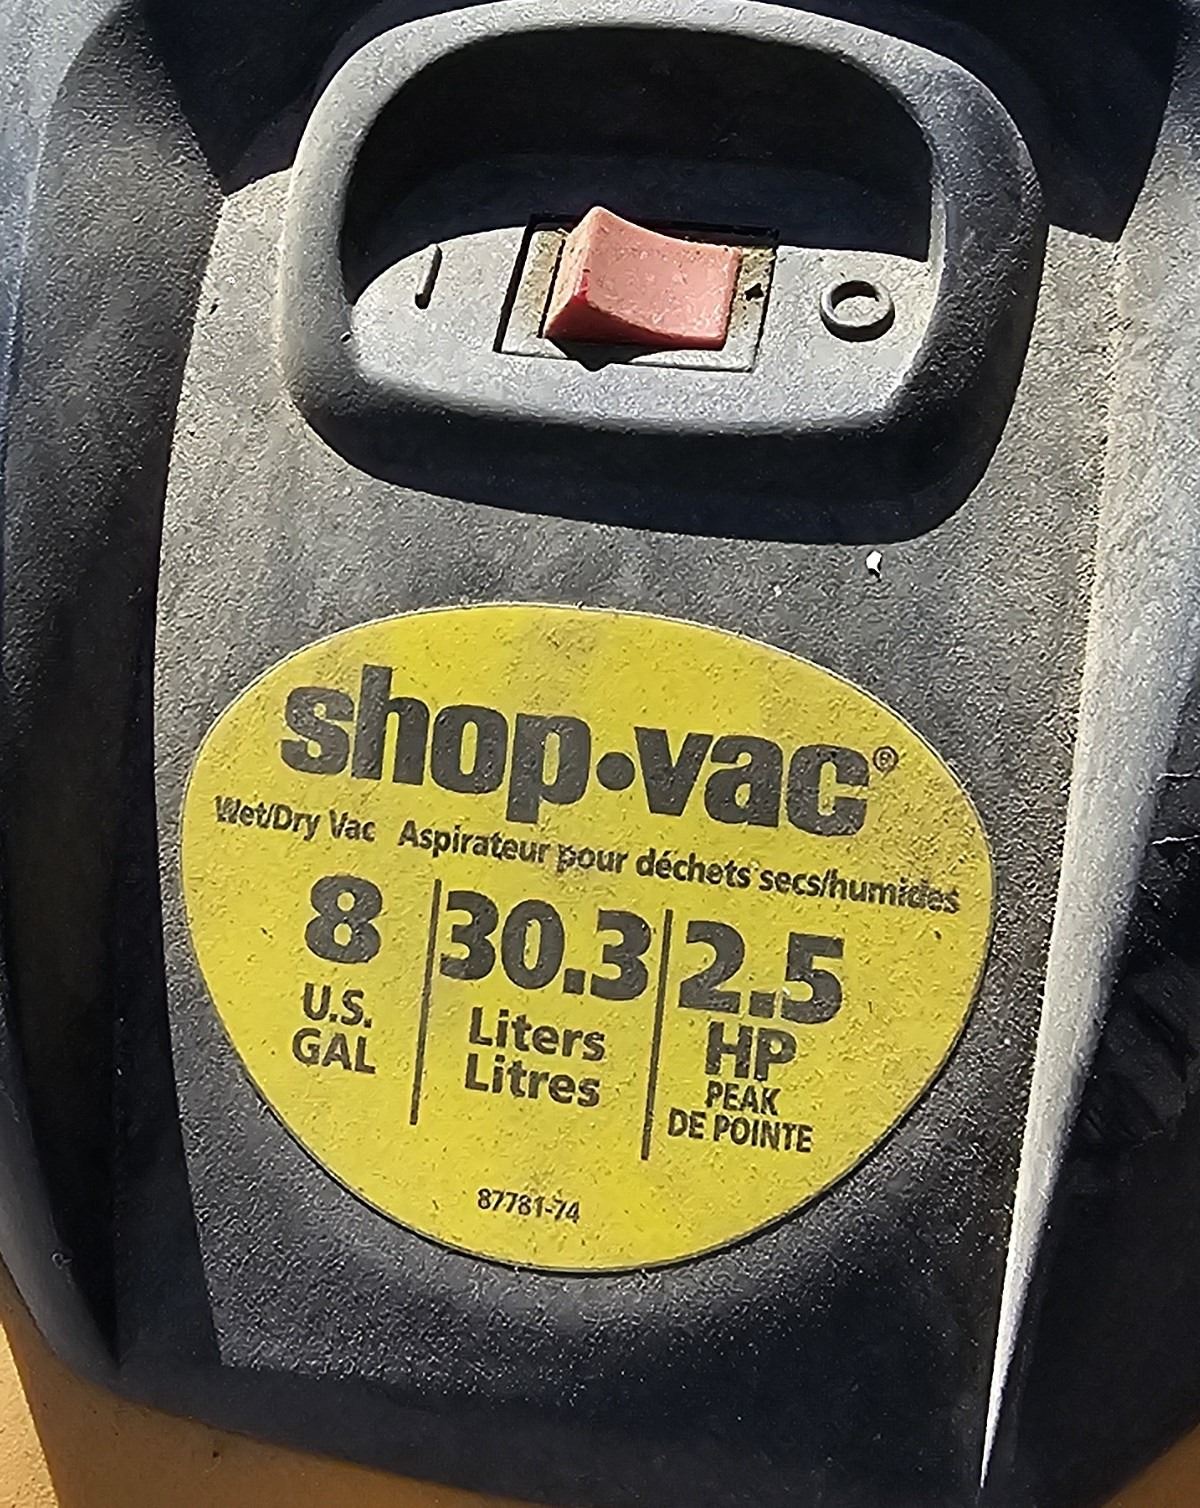 I O
shop•vac®
Wet/Dry Vac Aspirateur pour déchets secs/humides
8 30.3 2.5
U.S. GAL
Liters
Litres
HP
PEAK
DE POINTE
87781-74